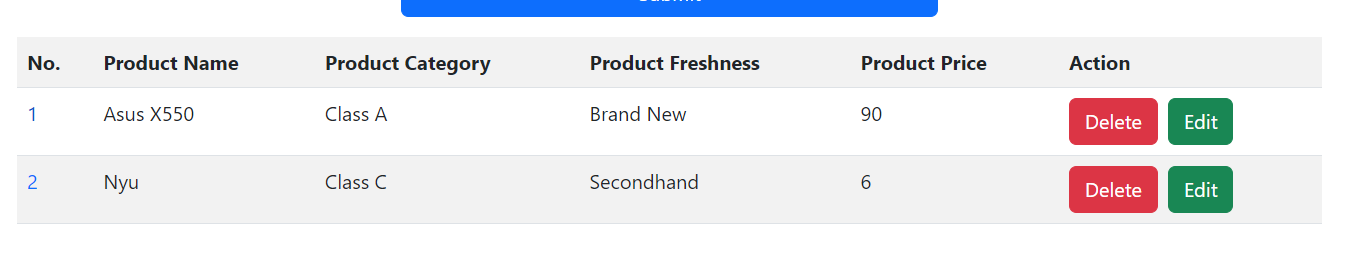 Submit
No. Product Name Product Category Product Freshness Product Price Action
1 Asus X550 Class A Brand New 90 Delete Edit
2 Nyu Class C Secondhand 6 Delete Edit